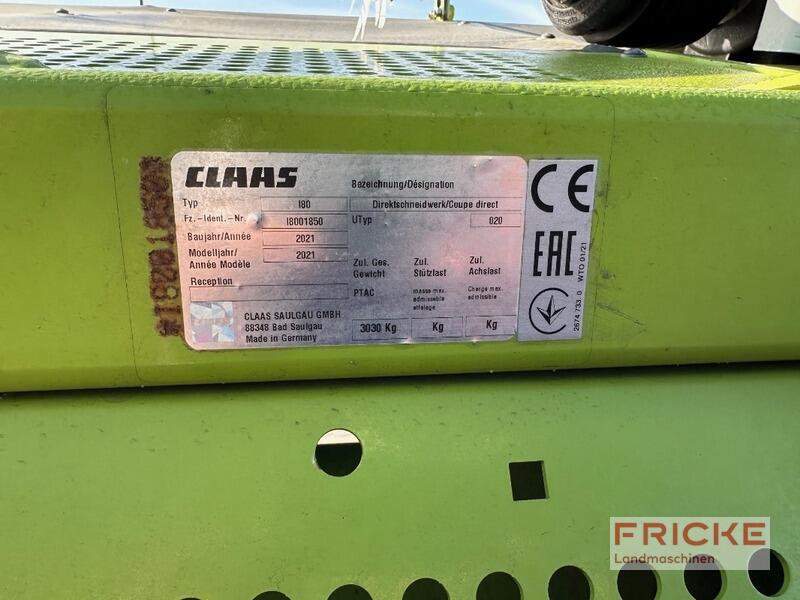 CLAAS
Bezeichnung/Désignation
Typ I80 Direktschneidwerk/Coupe direct
Fz.-Ident.-Nr. I8001850 UTyp 020
Baujahr/Année 2021
Modelljahr/
Année Modèle 2021
Reception
Zul. Ges.
Gewicht
PTAC
3030 Kg
Zul.
Stützlast
masse max.
admissible
attelage
Kg
Zul.
Achslast
Charge max.
admissible
Kg
CLAAS SAULGAU GMBH
88348 Bad Saulgau
Made in Germany
CE
EAC
2674 733. 0 WTO 01/21
I8001850
FRICKE
Landmaschinen